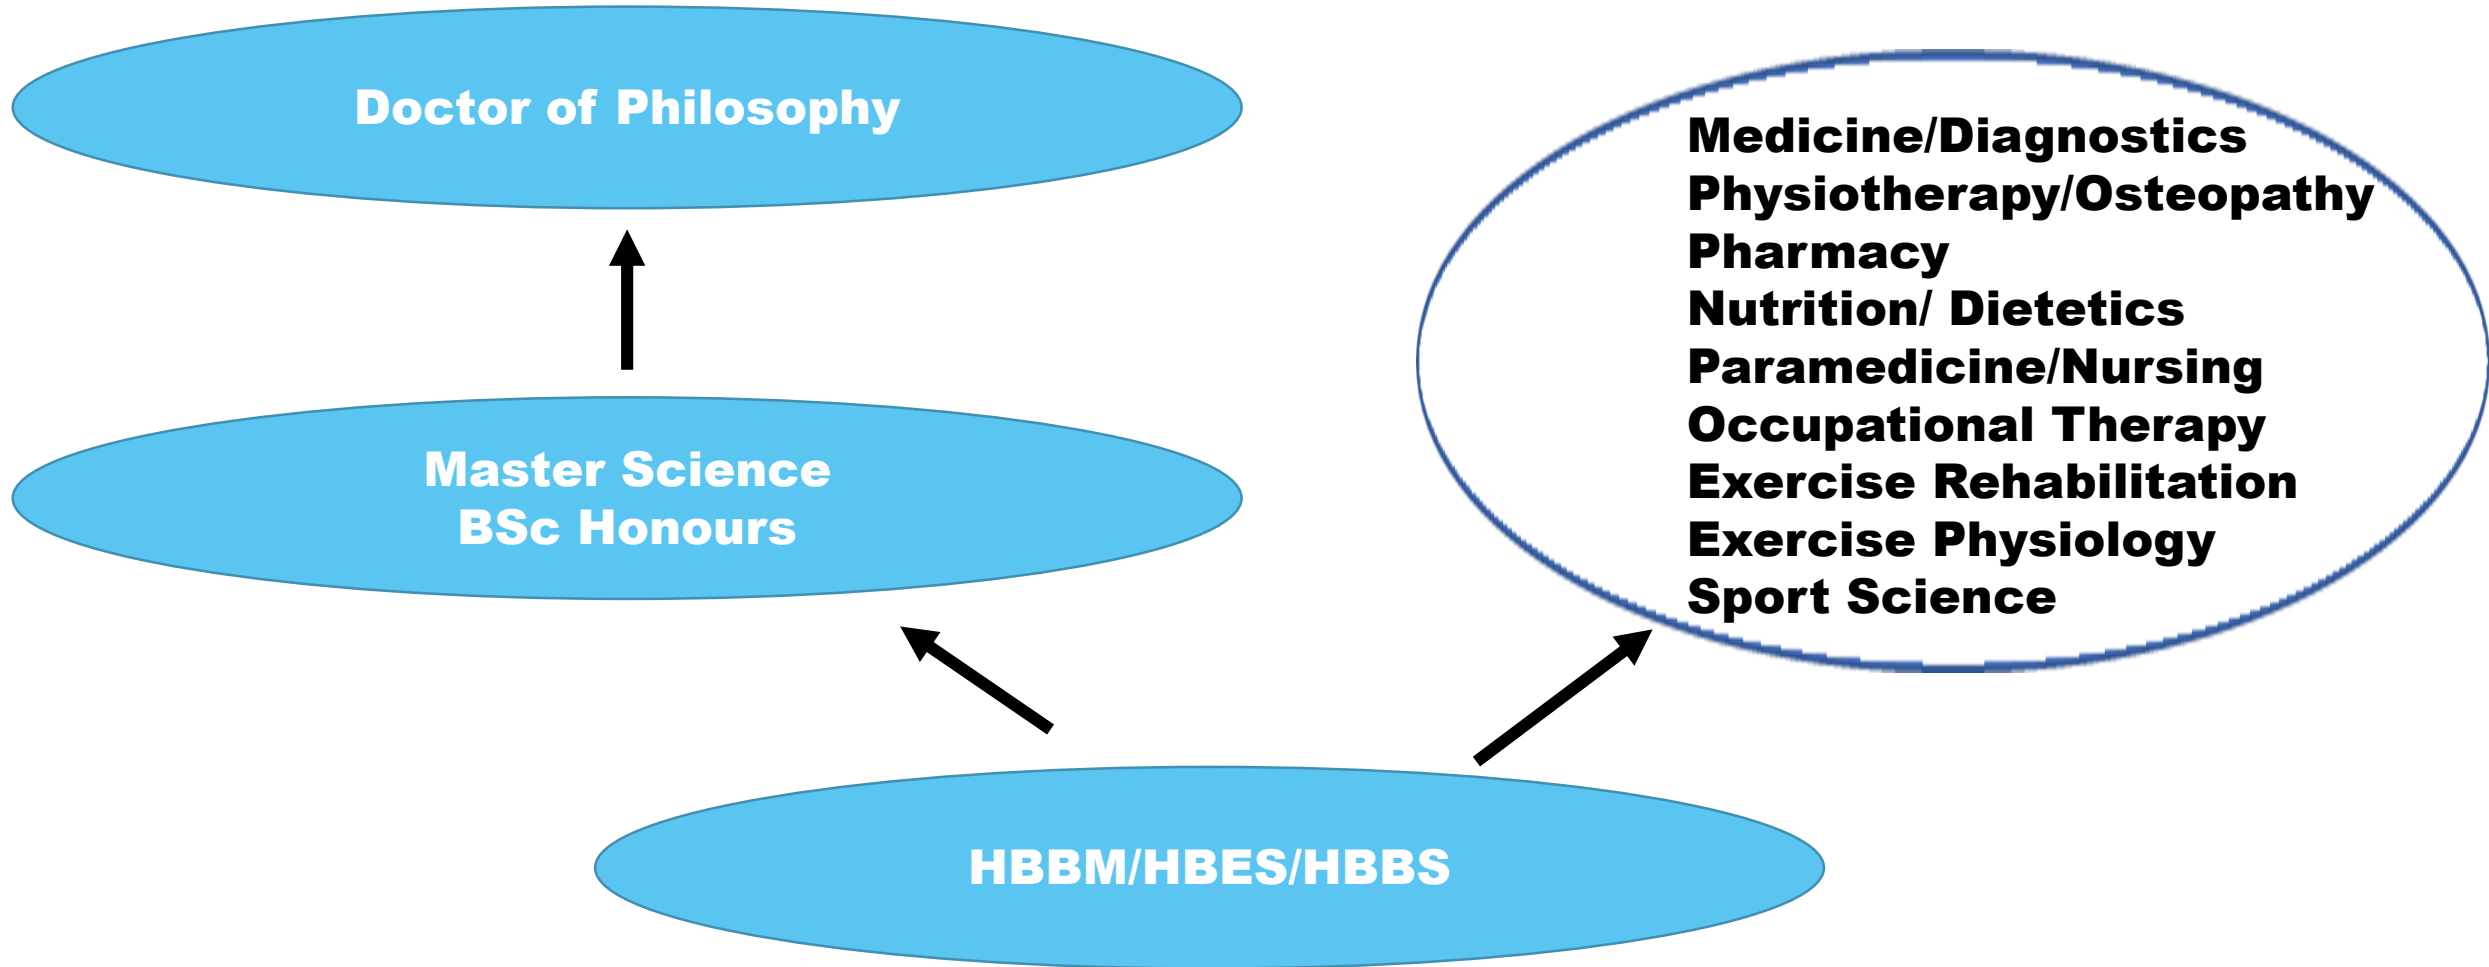 Doctor of Philosophy
Master Science
BSc Honours
Medicine/Diagnostics
Physiotherapy/Osteopathy
Pharmacy
Nutrition/ Dietetics
Paramedicine/Nursing
Occupational Therapy
Exercise Rehabilitation
Exercise Physiology
Sport Science
HBBM/HBES/HBBS